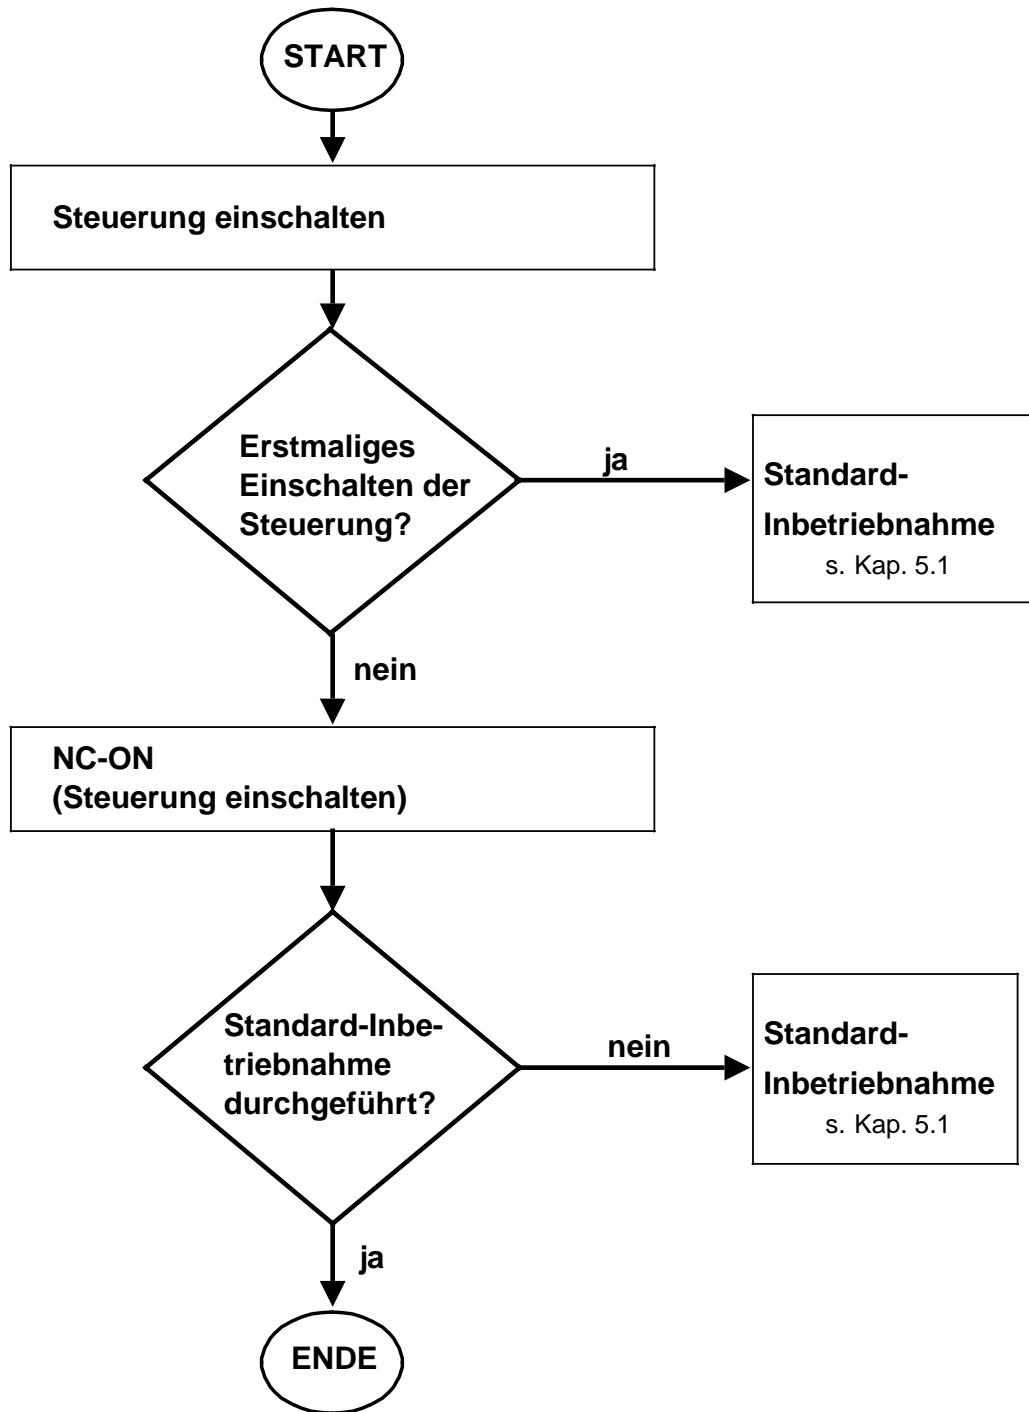 START
Steuerung einschalten
Erstmaliges
Einschalten der
Steuerung?
ja
Standard-
Inbetriebnahme
s. Kap. 5.1
nein
NC-ON
(Steuerung einschalten)
Standard-Inbe-
triebnahme
durchgeführt?
nein
Standard-
Inbetriebnahme
s. Kap. 5.1
ja
ENDE